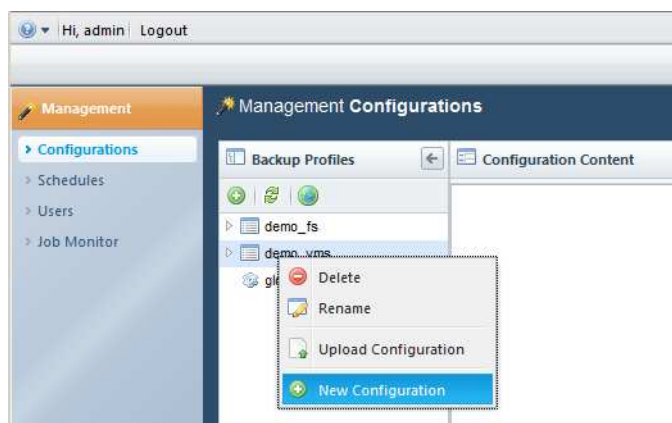 Hi, admin Logout
Management
Management Configurations
Configurations
Backup Profiles
Configuration Content
Schedules
Users
demo_fs
Job Monitor
demo_vms
Delete
Rename
Upload Configuration
New Configuration